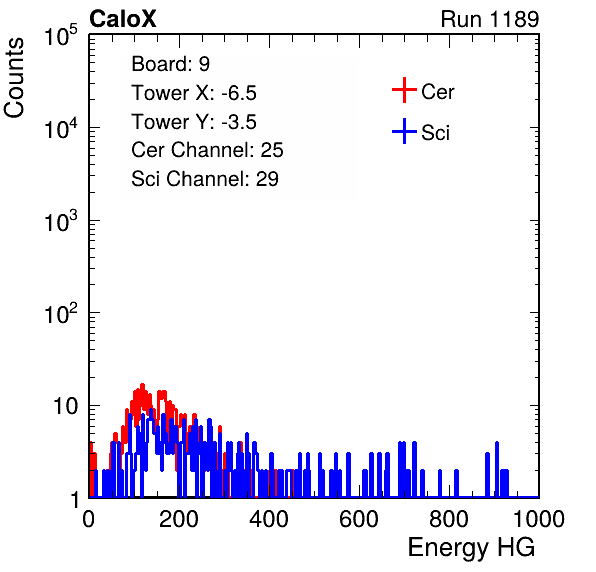 CaloX Run 1189
Counts
Board: 9
Tower X: -6.5
Tower Y: -3.5
Cer Channel: 25
Sci Channel: 29
Cer
Sci
10^5
10^4
10^3
10^2
10
1
0 200 400 600 800 1000
Energy HG